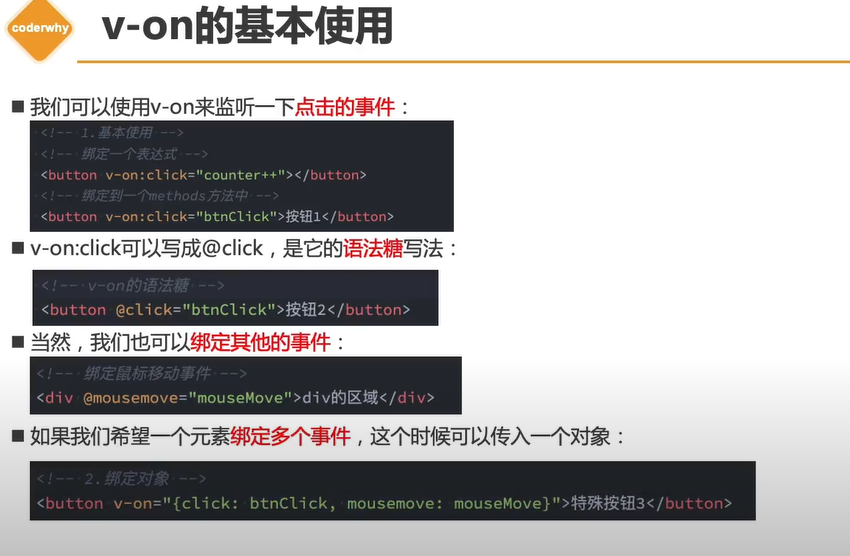 coderwhy
v-on的基本使用
■ 我们可以使用v-on来监听一下点击的事件：
<!-- 1.基本使用 -->
<!-- 绑定一个表达式 -->
<button v-on:click="counter++"></button>
<!-- 绑定到一个methods方法中 -->
<button v-on:click="btnClick">按钮1</button>
■ v-on:click可以写成@click，是它的语法糖写法：
<!-- v-on的语法糖 -->
<button @click="btnClick">按钮2</button>
■ 当然，我们也可以绑定其他的事件：
<!-- 绑定鼠标移动事件 -->
<div @mousemove="mouseMove">div的区域</div>
■ 如果我们希望一个元素绑定多个事件，这个时候可以传入一个对象：
<!-- 2.绑定对象 -->
<button v-on="{click: btnClick, mousemove: mouseMove}">特殊按钮3</button>